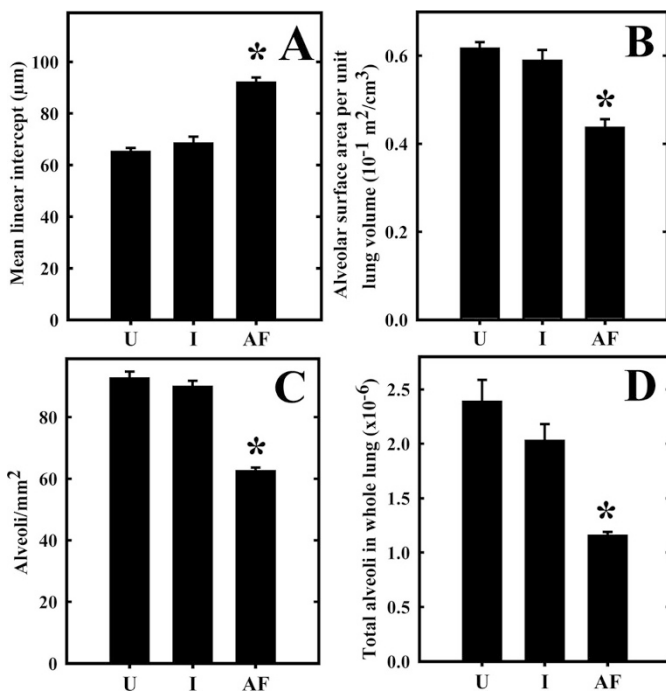 A
*
Mean linear intercept (µm)
100
80
60
40
20
0
U I AF
B
*
Alveolar surface area per unit
lung volume (10⁻¹ m²/cm³)
0.6
0.4
0.2
0.0
U I AF
C
*
Alveoli/mm²
80
60
40
20
0
U I AF
D
*
Total alveoli in whole lung (x10⁻⁶)
2.5
2.0
1.5
1.0
0.5
0.0
U I AF